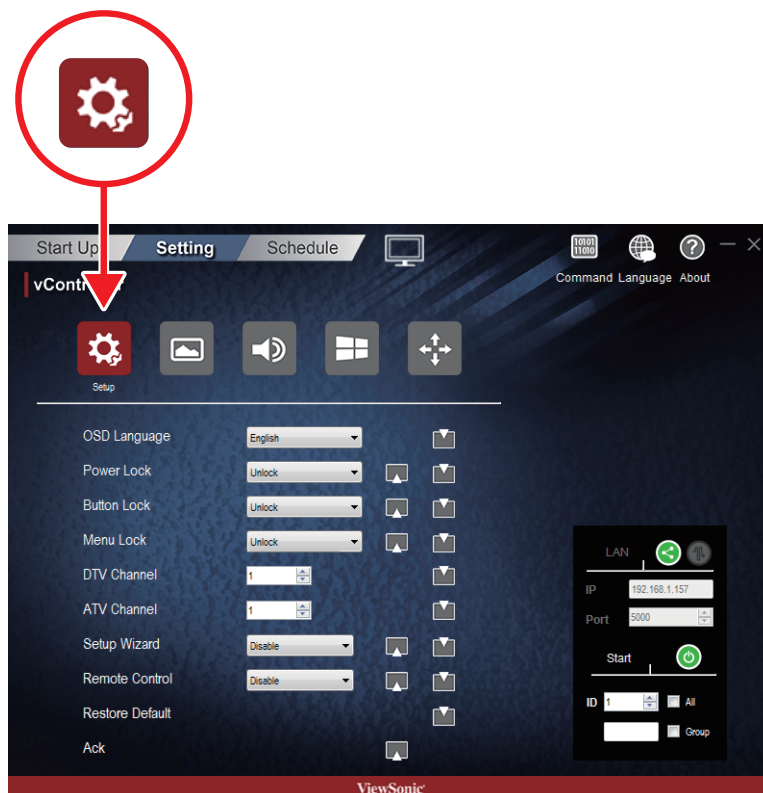 Start Up Setting Schedule
10101
11010
?
Command Language About
Setup
OSD Language English
Power Lock Unlock
Button Lock Unlock
Menu Lock Unlock
DTV Channel 1
ATV Channel 1
Setup Wizard Disable
Remote Control Disable
Restore Default
Ack
LAN
IP 192.168.1.157
Port 5000
Start
ID 1 All
Group
ViewSonic